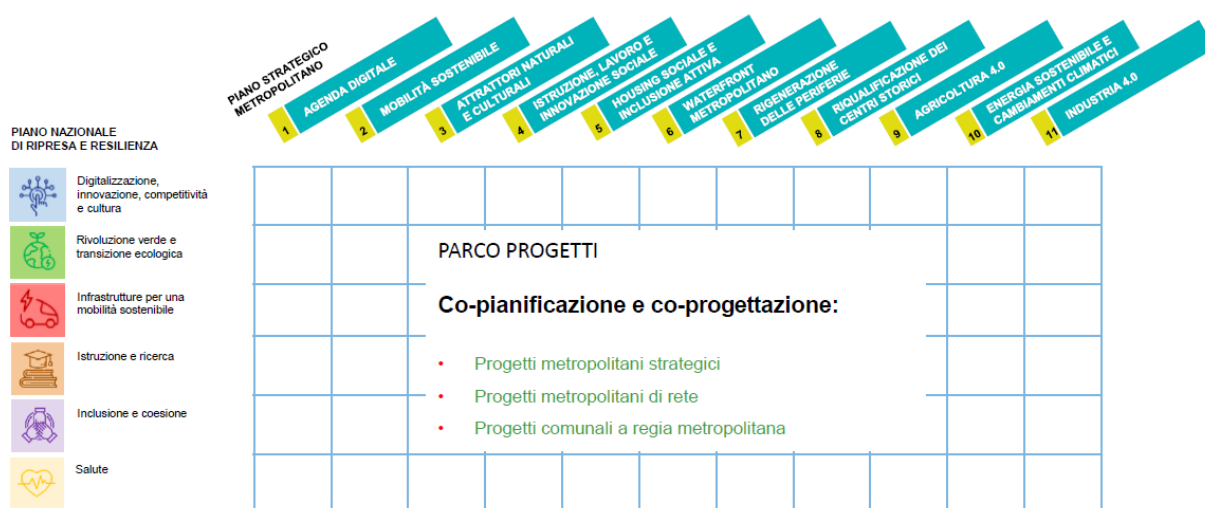 PIANO STRATEGICO
METROPOLITANO
1 AGENDA DIGITALE
2 MOBILITÀ SOSTENIBILE
3 ATTRATTORI NATURALI
E CULTURALI
4 ISTRUZIONE, LAVORO E
INNOVAZIONE SOCIALE
5 HOUSING SOCIALE E
INCLUSIONE ATTIVA
6 WATERFRONT
METROPOLITANO
7 RIGENERAZIONE
DELLE PERIFERIE
8 RIQUALIFICAZIONE DEI
CENTRI STORICI
9 AGRICOLTURA 4.0
10 ENERGIA SOSTENIBILE E
CAMBIAMENTI CLIMATICI
11 INDUSTRIA 4.0
PIANO NAZIONALE
DI RIPRESA E RESILIENZA
Digitalizzazione,
innovazione, competitività
e cultura
Rivoluzione verde e
transizione ecologica
Infrastrutture per una
mobilità sostenibile
Istruzione e ricerca
Inclusione e coesione
Salute
PARCO PROGETTI
Co-pianificazione e co-progettazione:
• Progetti metropolitani strategici
• Progetti metropolitani di rete
• Progetti comunali a regia metropolitana